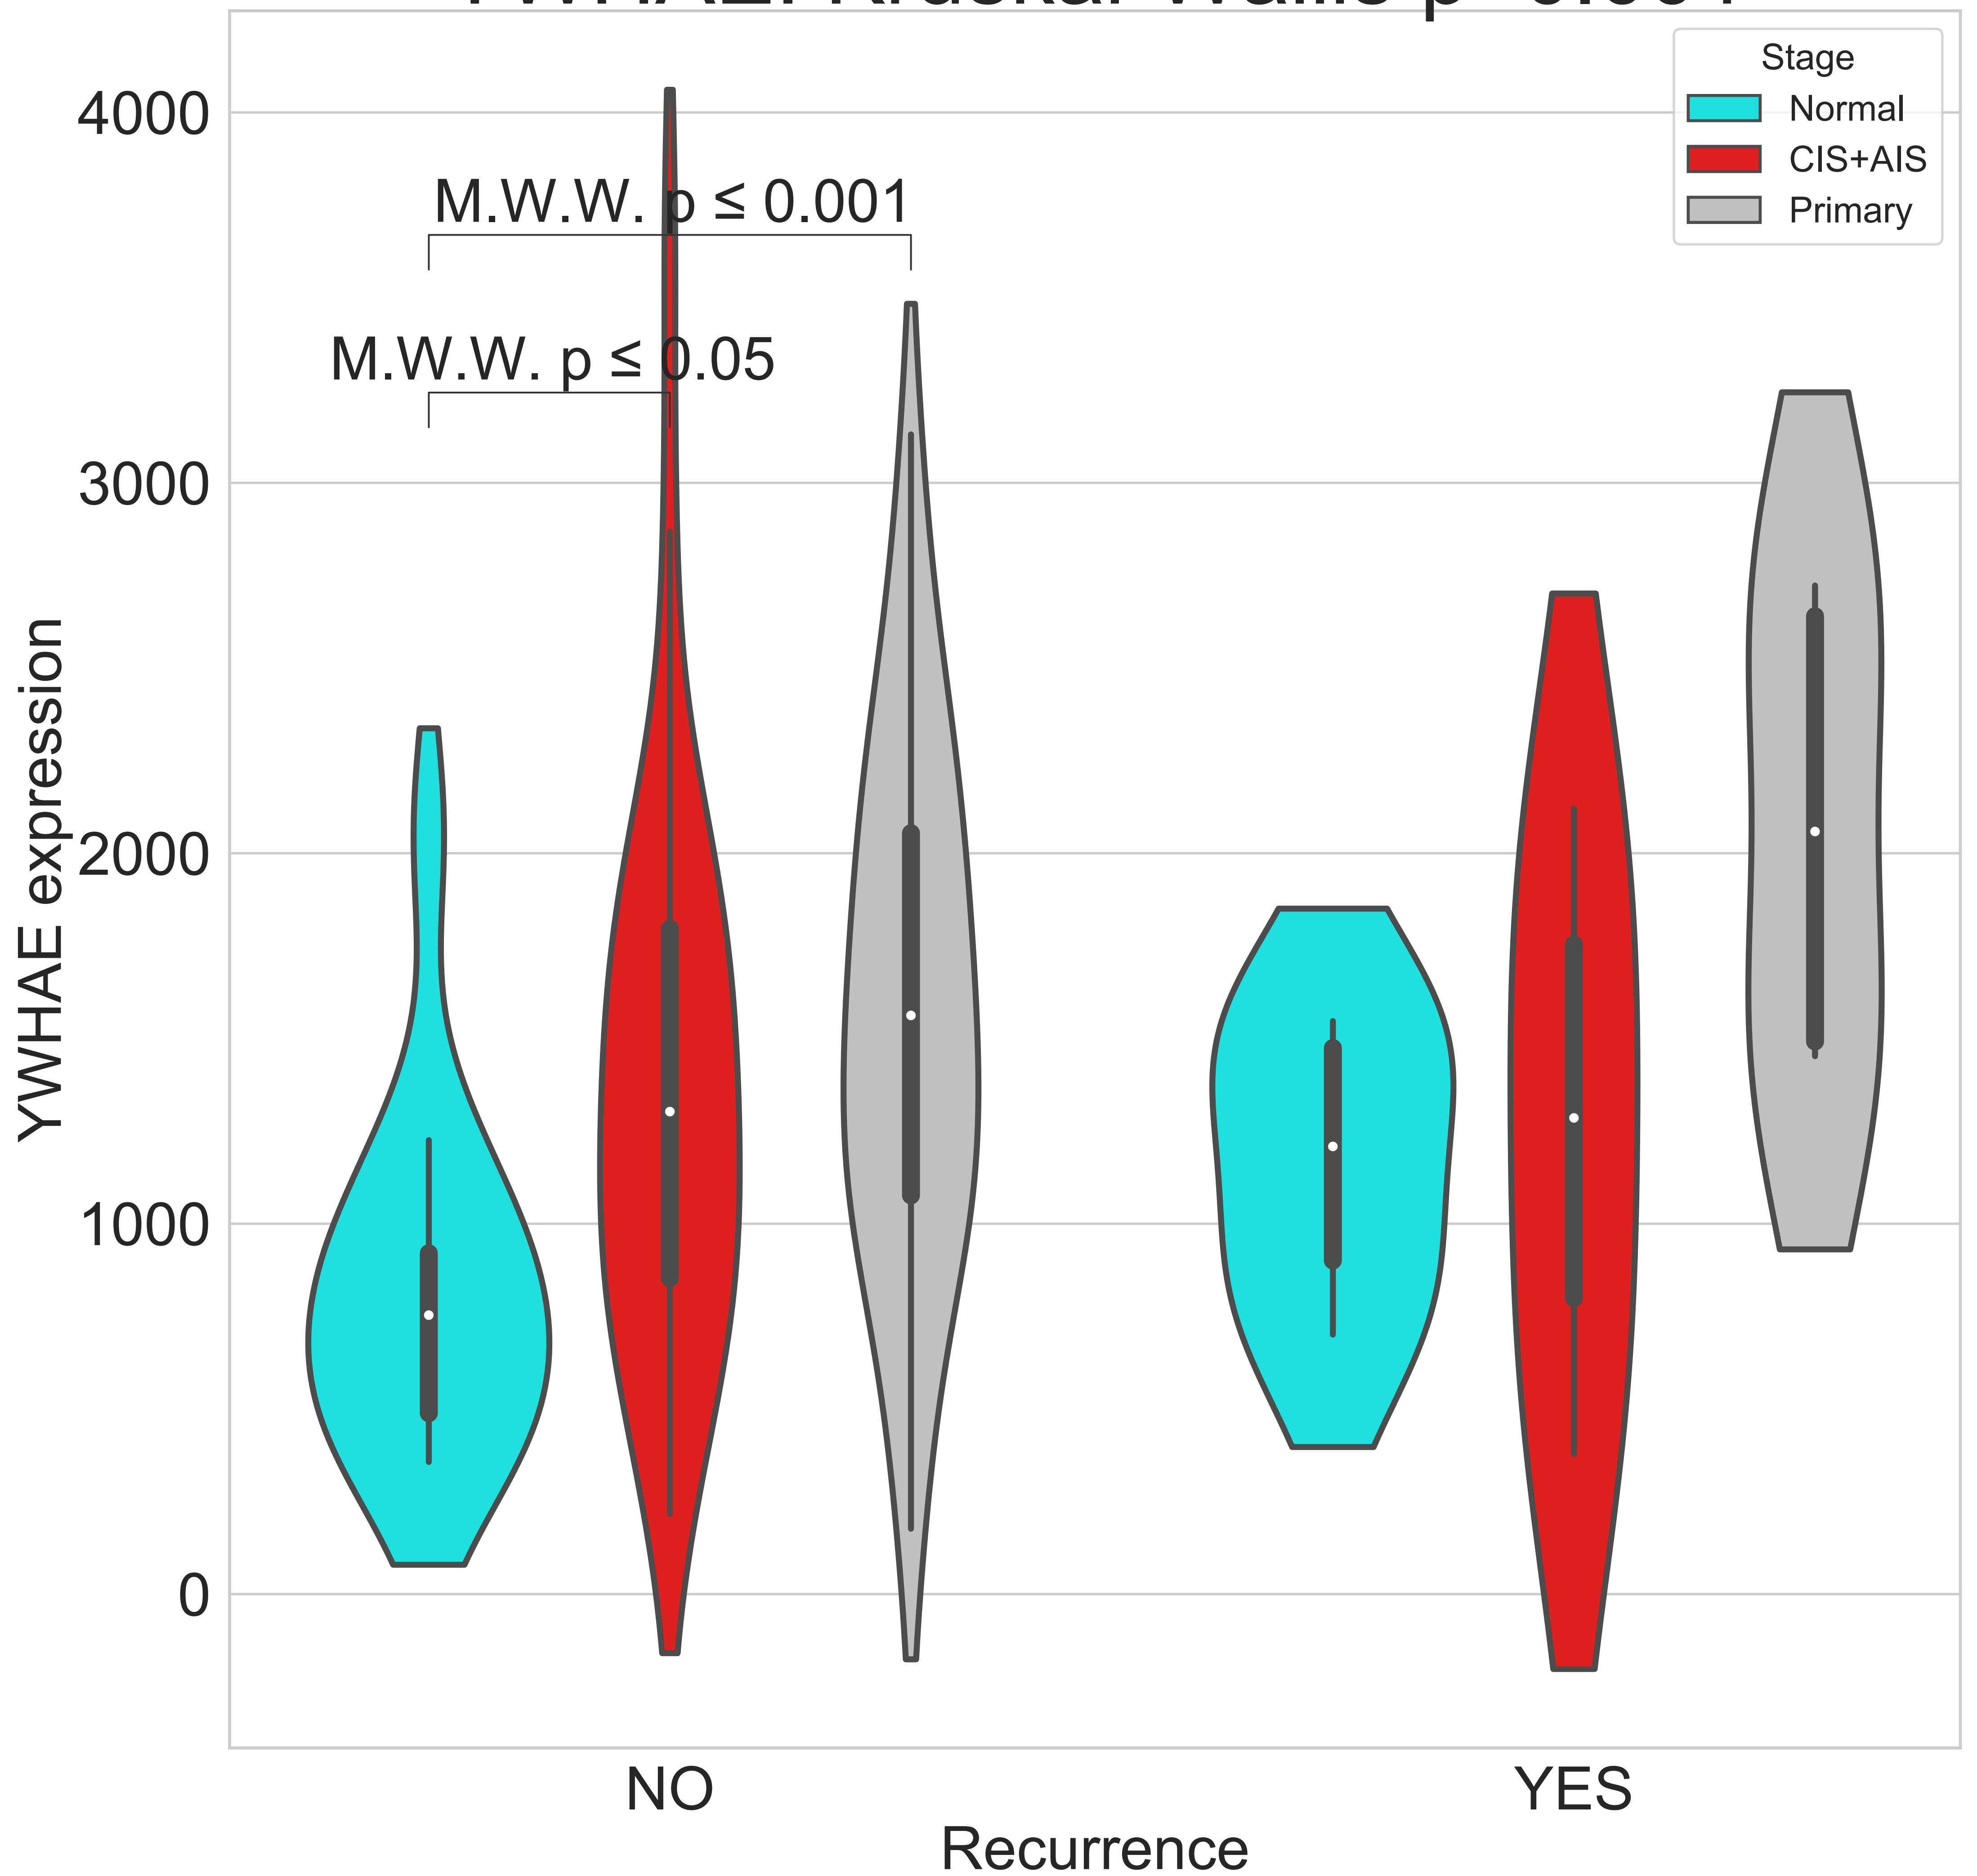 Stage
Normal
CIS+AIS
Primary
4000
3000
2000
1000
0
M.W.W. p ≤ 0.001
M.W.W. p ≤ 0.05
YWHAE expression
NO
YES
Recurrence